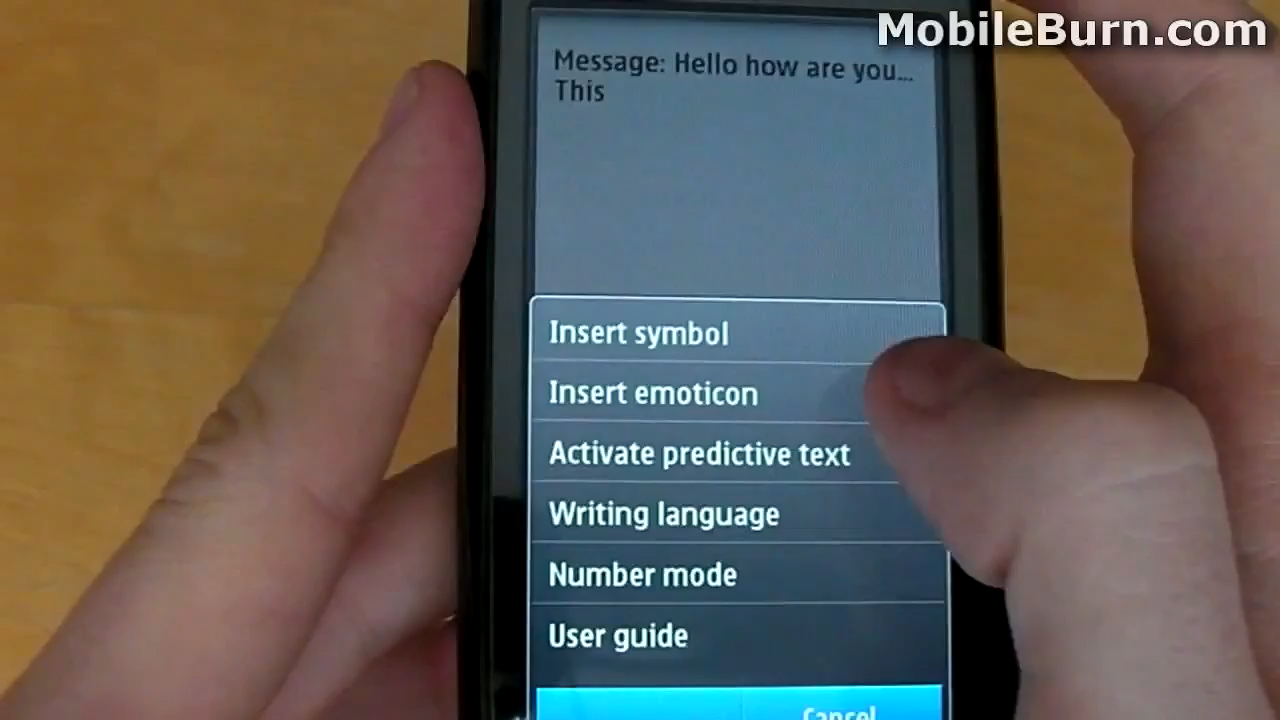 MobileBurn.com
Message: Hello how are you...
This
Insert symbol
Insert emoticon
Activate predictive text
Writing language
Number mode
User guide
Cancel